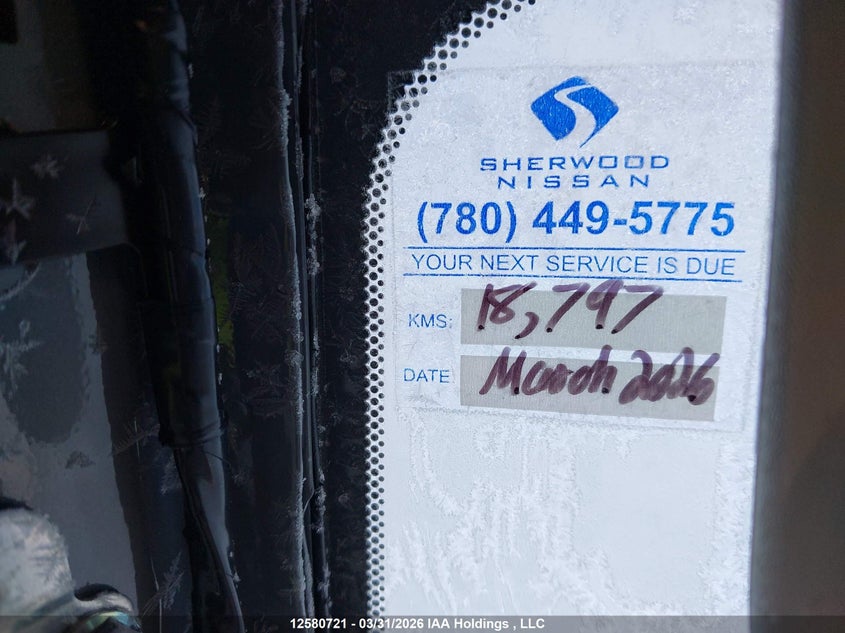 SHERWOOD
NISSAN
(780) 449-5775
YOUR NEXT SERVICE IS DUE
KMS: 18,797
DATE March 2026
12580721 - 03/31/2026 IAA Holdings , LLC